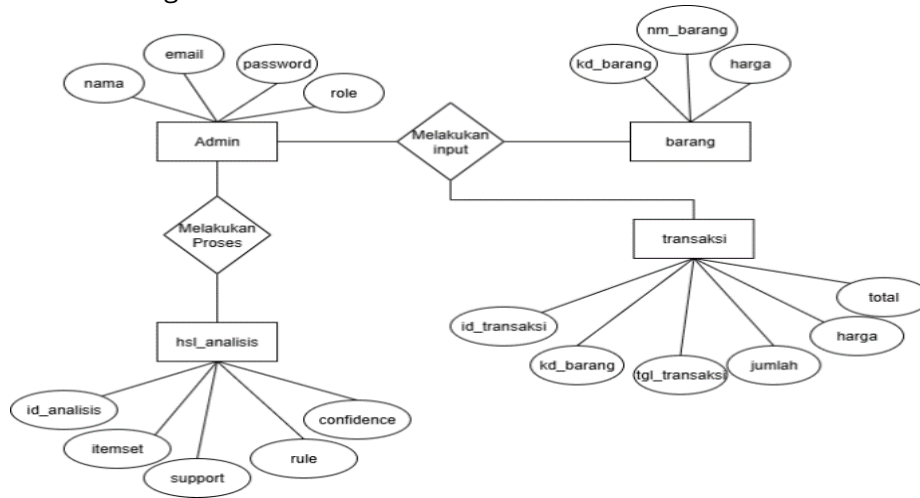 nm_barang
email
kd_barang
harga
password
nama
role
Admin
Melakukan
input
barang
Melakukan
Proses
transaksi
total
id_transaksi
harga
hsl_analisis
kd_barang
tgl_transaksi
jumlah
id_analisis
confidence
itemset
rule
support